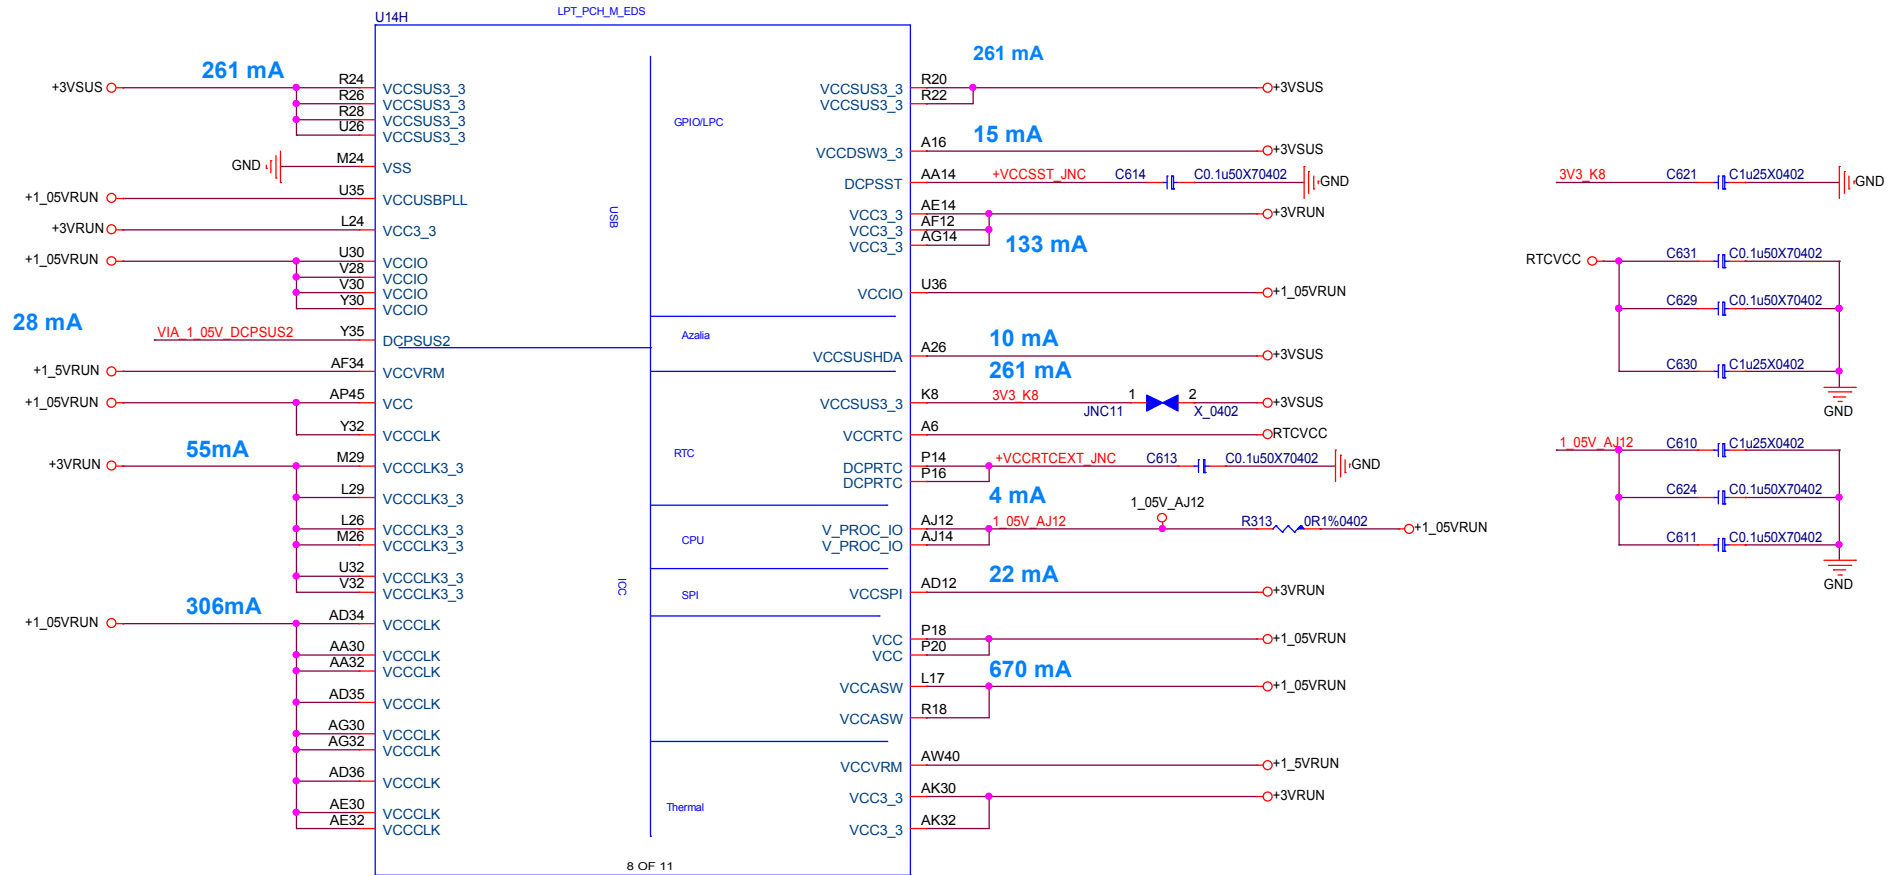 LPT_PCH_M_EDS
U14H
261 mA
+3VSUS
R24 VCCSUS3_3
R26 VCCSUS3_3
R28 VCCSUS3_3
U26 VCCSUS3_3
GND M24 VSS
+1_05VRUN U35 VCCUSBPLL
+3VRUN L24 VCC3_3
+1_05VRUN U30 VCCIO
V28 VCCIO
V30 VCCIO
Y30 VCCIO
28 mA
VIA_1_05V_DCPSUS2 Y35 DCPSUS2
+1_5VRUN AF34 VCCVRM
+1_05VRUN AP45 VCC
Y32 VCCCLK
55mA
+3VRUN M29 VCCCLK3_3
L29 VCCCLK3_3
L26 VCCCLK3_3
M26 VCCCLK3_3
U32 VCCCLK3_3
V32 VCCCLK3_3
306mA
+1_05VRUN AD34 VCCCLK
AA30 VCCCLK
AA32 VCCCLK
AD35 VCCCLK
AG30 VCCCLK
AG32 VCCCLK
AD36 VCCCLK
AE30 VCCCLK
AE32 VCCCLK
USB
ICC
GPIO/LPC
Azalia
RTC
CPU
SPI
Thermal
8 OF 11
261 mA
VCCSUS3_3 R20 +3VSUS
VCCSUS3_3 R22
15 mA
VCCDSW3_3 A16 +3VSUS
DCPSST AA14 +VCCSST_JNC C614 C0.1u50X70402 GND
VCC3_3 AE14 +3VRUN
VCC3_3 AF12
VCC3_3 AG14
133 mA
VCCIO U36 +1_05VRUN
10 mA
VCCSUSHDA A26 +3VSUS
261 mA
VCCSUS3_3 K8 3V3_K8 1 2 +3VSUS
JNC11 X_0402
VCCRTC A6 RTCVCC
DCPRTC P14 +VCCRTCEXT_JNC C613 C0.1u50X70402 GND
DCPRTC P16
4 mA
1_05V_AJ12
V_PROC_IO AJ12 1_05V_AJ12 R313 0R1%0402 +1_05VRUN
V_PROC_IO AJ14
22 mA
VCCSPI AD12 +3VRUN
VCC P18 +1_05VRUN
VCC P20
670 mA
VCCASW L17 +1_05VRUN
VCCASW R18
VCCVRM AW40 +1_5VRUN
VCC3_3 AK30 +3VRUN
VCC3_3 AK32
3V3_K8 C621 C1u25X0402 GND
RTCVCC C631 C0.1u50X70402
C629 C0.1u50X70402
C630 C1u25X0402
GND
1_05V_AJ12 C610 C1u25X0402
C624 C0.1u50X70402
C611 C0.1u50X70402
GND